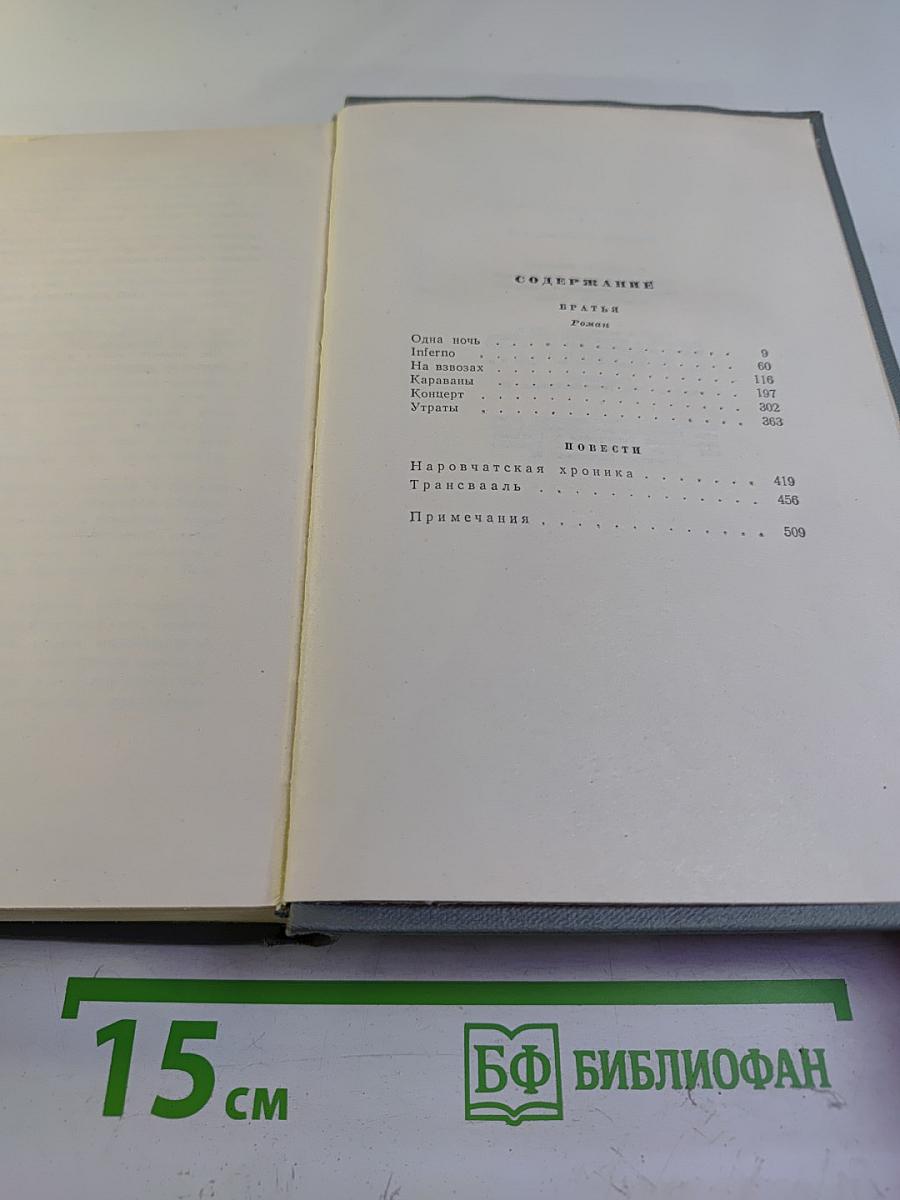 СОДЕРЖАНИЕ
БРАТЬЯ
Роман
Одна ночь . . . . . . . . . . . . . 9
Inferno . . . . . . . . . . . . . . 60
На взвозах . . . . . . . . . . . . . 116
Караваны . . . . . . . . . . . . . 197
Концерт . . . . . . . . . . . . . . 302
Утраты . . . . . . . . . . . . . . 363
ПОВЕСТИ
Наровчатская хроника . . . . . . . 419
Трансвааль . . . . . . . . . . . . . 456
Примечания . . . . . . . . . . . . . 509
15 см
БФ БИБЛИОФАН